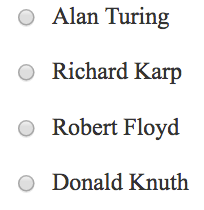 Alan Turing
Richard Karp
Robert Floyd
Donald Knuth